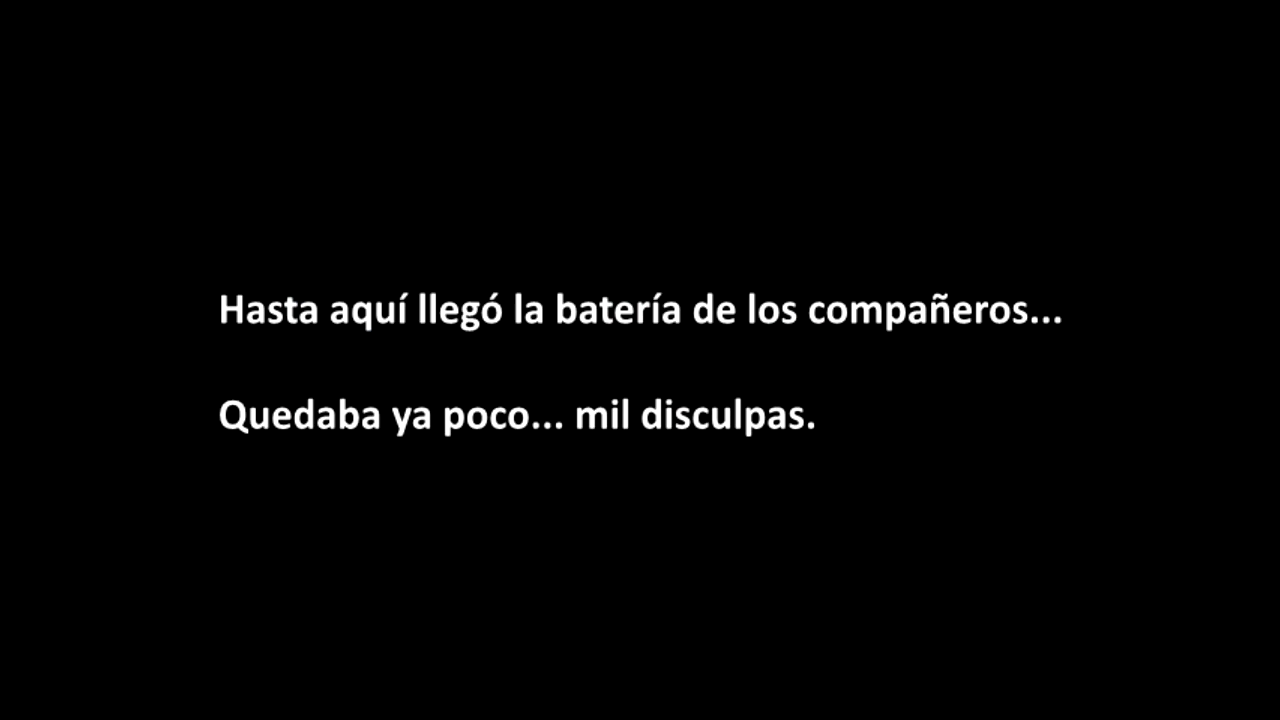 Hasta aquí llegó la batería de los compañeros...
Quedaba ya poco... mil disculpas.